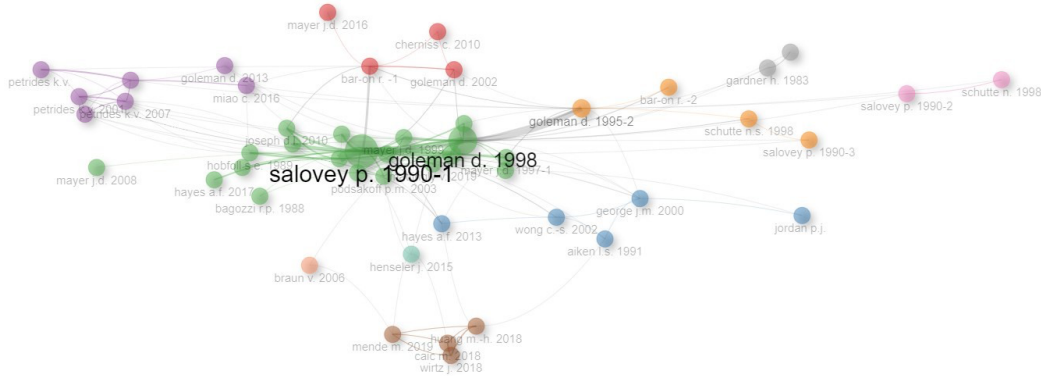 mayer j.d. 2016
cherniss c. 2010
gardner h. 1983
petrides k.v.
goleman d. 2013
bar-on r. -1
goleman d. 2002
bar-on r. -2
schutte n. 1998
miao c. 2016
salovey p. 1990-2
petrides k.v. 2007
goleman d. 1995-2
schutte n.s. 1998
joseph d.l. 2010
salovey p. 1990-3
goleman d. 1998
hobfoll s.e. 1989
mayer j.d. 2008
salovey p. 1990-1
hayes a.f. 2017
podsakoff p.m. 2003
bagozzi r.p. 1988
george j.m. 2000
hayes a.f. 2013
wong c.-s. 2002
jordan p.j.
aiken l.s. 1991
henseler j. 2015
braun v. 2006
huang m.-h. 2018
mende m. 2019
caic m. 2018
wirtz j. 2018